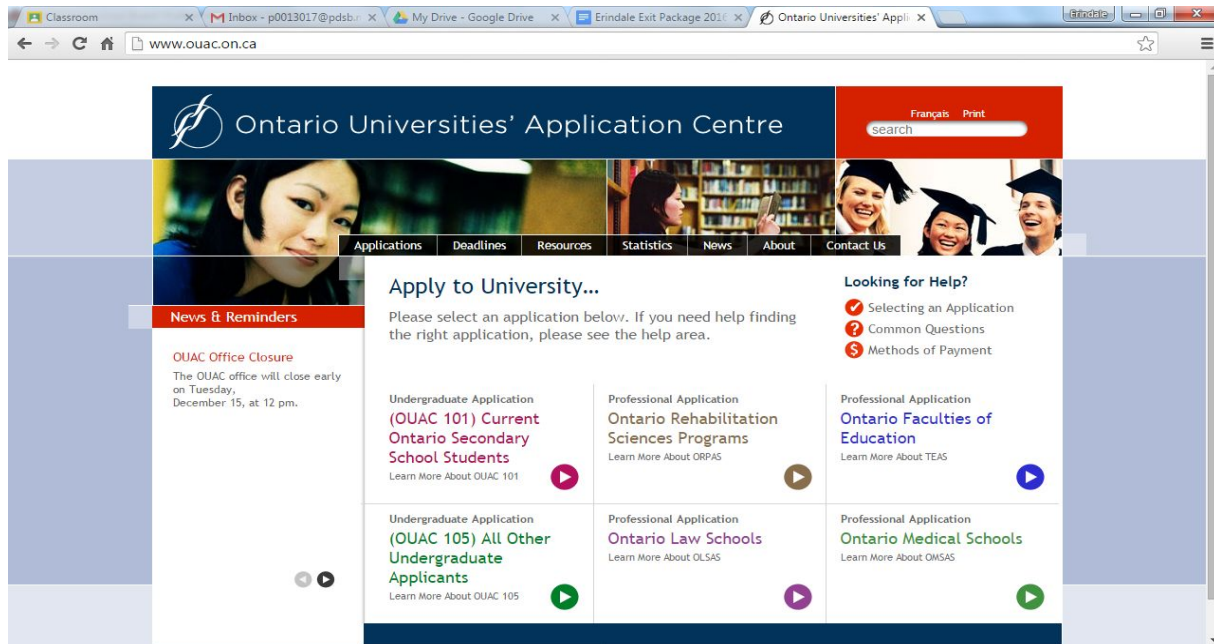 Classroom
Inbox - p0013017@pdsb.n
My Drive - Google Drive
Erindale Exit Package 2016
Ontario Universities' Appli
Erindale
www.ouac.on.ca
Ontario Universities' Application Centre
Français Print
search
Applications Deadlines Resources Statistics News About Contact Us
News & Reminders
OUAC Office Closure
The OUAC office will close early
on Tuesday,
December 15, at 12 pm.
Apply to University...
Please select an application below. If you need help finding
the right application, please see the help area.
Looking for Help?
Selecting an Application
Common Questions
Methods of Payment
Undergraduate Application
(OUAC 101) Current
Ontario Secondary
School Students
Learn More About OUAC 101
Professional Application
Ontario Rehabilitation
Sciences Programs
Learn More About ORPAS
Professional Application
Ontario Faculties of
Education
Learn More About TEAS
Undergraduate Application
(OUAC 105) All Other
Undergraduate
Applicants
Learn More About OUAC 105
Professional Application
Ontario Law Schools
Learn More About OLSAS
Professional Application
Ontario Medical Schools
Learn More About OMSAS